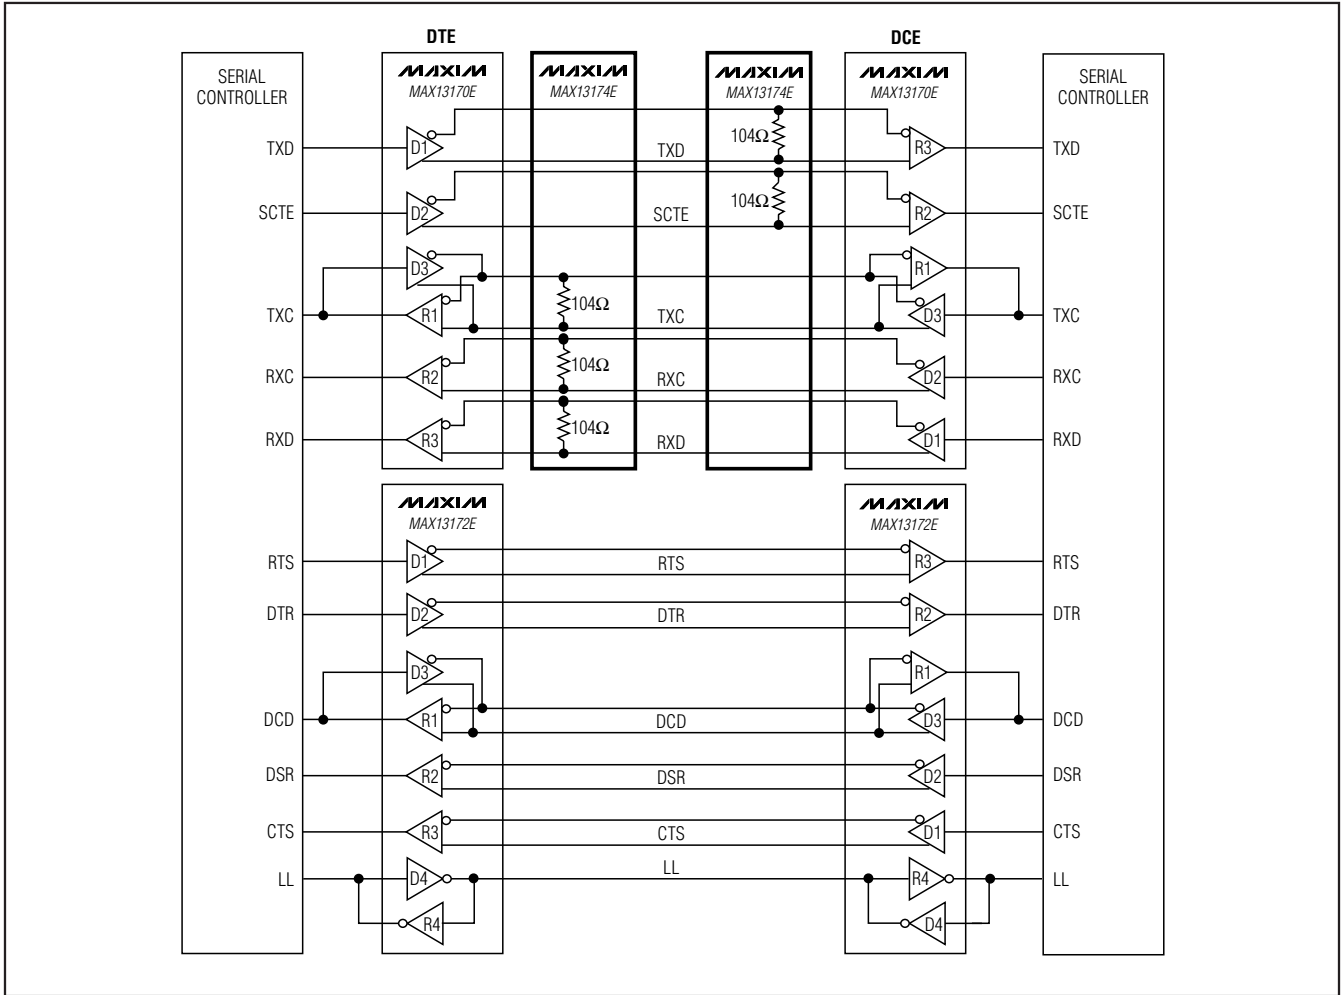 DTE
DCE
SERIAL
CONTROLLER
MAXIM
MAX13170E
MAXIM
MAX13174E
MAXIM
MAX13174E
MAXIM
MAX13170E
SERIAL
CONTROLLER
TXD
D1
TXD
104Ω
R3
TXD
SCTE
D2
SCTE
104Ω
R2
SCTE
D3
R1
TXC
R1
104Ω
TXC
D3
TXC
RXC
R2
104Ω
RXC
D2
RXC
RXD
R3
104Ω
RXD
D1
RXD
MAXIM
MAX13172E
MAXIM
MAX13172E
RTS
D1
RTS
R3
RTS
DTR
D2
DTR
R2
DTR
D3
R1
DCD
R1
DCD
D3
DCD
DSR
R2
DSR
D2
DSR
CTS
R3
CTS
D1
CTS
LL
D4
LL
R4
LL
R4
D4